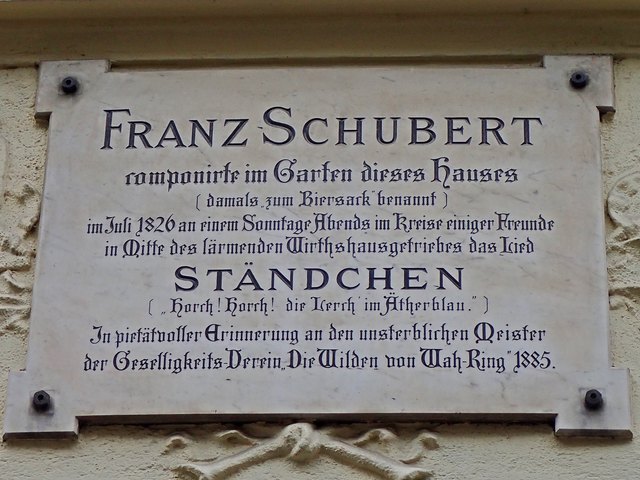 FRANZ SCHUBERT
componirte im Garten dieses Hauses
( damals „zum Biersack“ benannt )
im Juli 1826 an einem Sonntage Abends im Kreise einiger Freunde
in Mitte des lärmenden Wirthshausgetriebes das Lied
STÄNDCHEN
( „Horch! Horch! die Lerch' im Ätherblau.“ )
In pietätvoller Erinnerung an den unsterblichen Meister
der Geselligkeits-Verein „Die Wilden von Wah-Ring“ 1885.